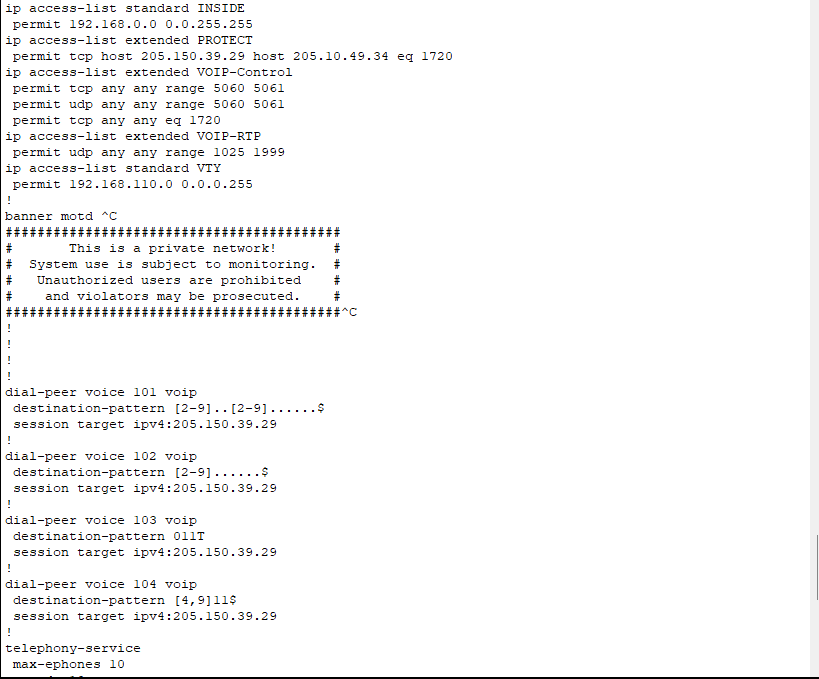 ip access-list standard INSIDE
 permit 192.168.0.0 0.0.255.255
ip access-list extended PROTECT
 permit tcp host 205.150.39.29 host 205.10.49.34 eq 1720
ip access-list extended VOIP-Control
 permit tcp any any range 5060 5061
 permit udp any any range 5060 5061
 permit tcp any any eq 1720
ip access-list extended VOIP-RTP
 permit udp any any range 1025 1999
ip access-list standard VTY
 permit 192.168.110.0 0.0.0.255
!
banner motd ^C
##########################################
#       This is a private network!       #
#  System use is subject to monitoring.  #
#   Unauthorized users are prohibited    #
#    and violators may be prosecuted.    #
##########################################^C
!
!
!
!
dial-peer voice 101 voip
 destination-pattern [2-9]..[2-9]......$
 session target ipv4:205.150.39.29
!
dial-peer voice 102 voip
 destination-pattern [2-9]......$
 session target ipv4:205.150.39.29
!
dial-peer voice 103 voip
 destination-pattern 011T
 session target ipv4:205.150.39.29
!
dial-peer voice 104 voip
 destination-pattern [4,9]11$
 session target ipv4:205.150.39.29
!
telephony-service
 max-ephones 10